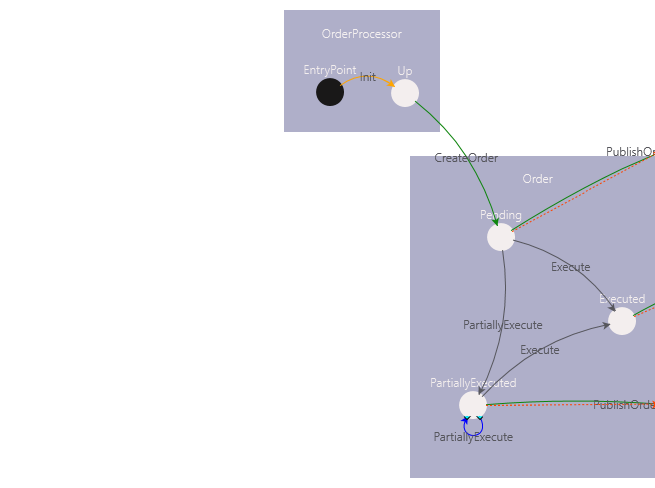 OrderProcessor
EntryPoint
Up
Init
CreateOrder
PublishOr
Order
Pending
Execute
Executed
PartiallyExecute
Execute
PartiallyExecuted
PublishOrde
PartiallyExecute